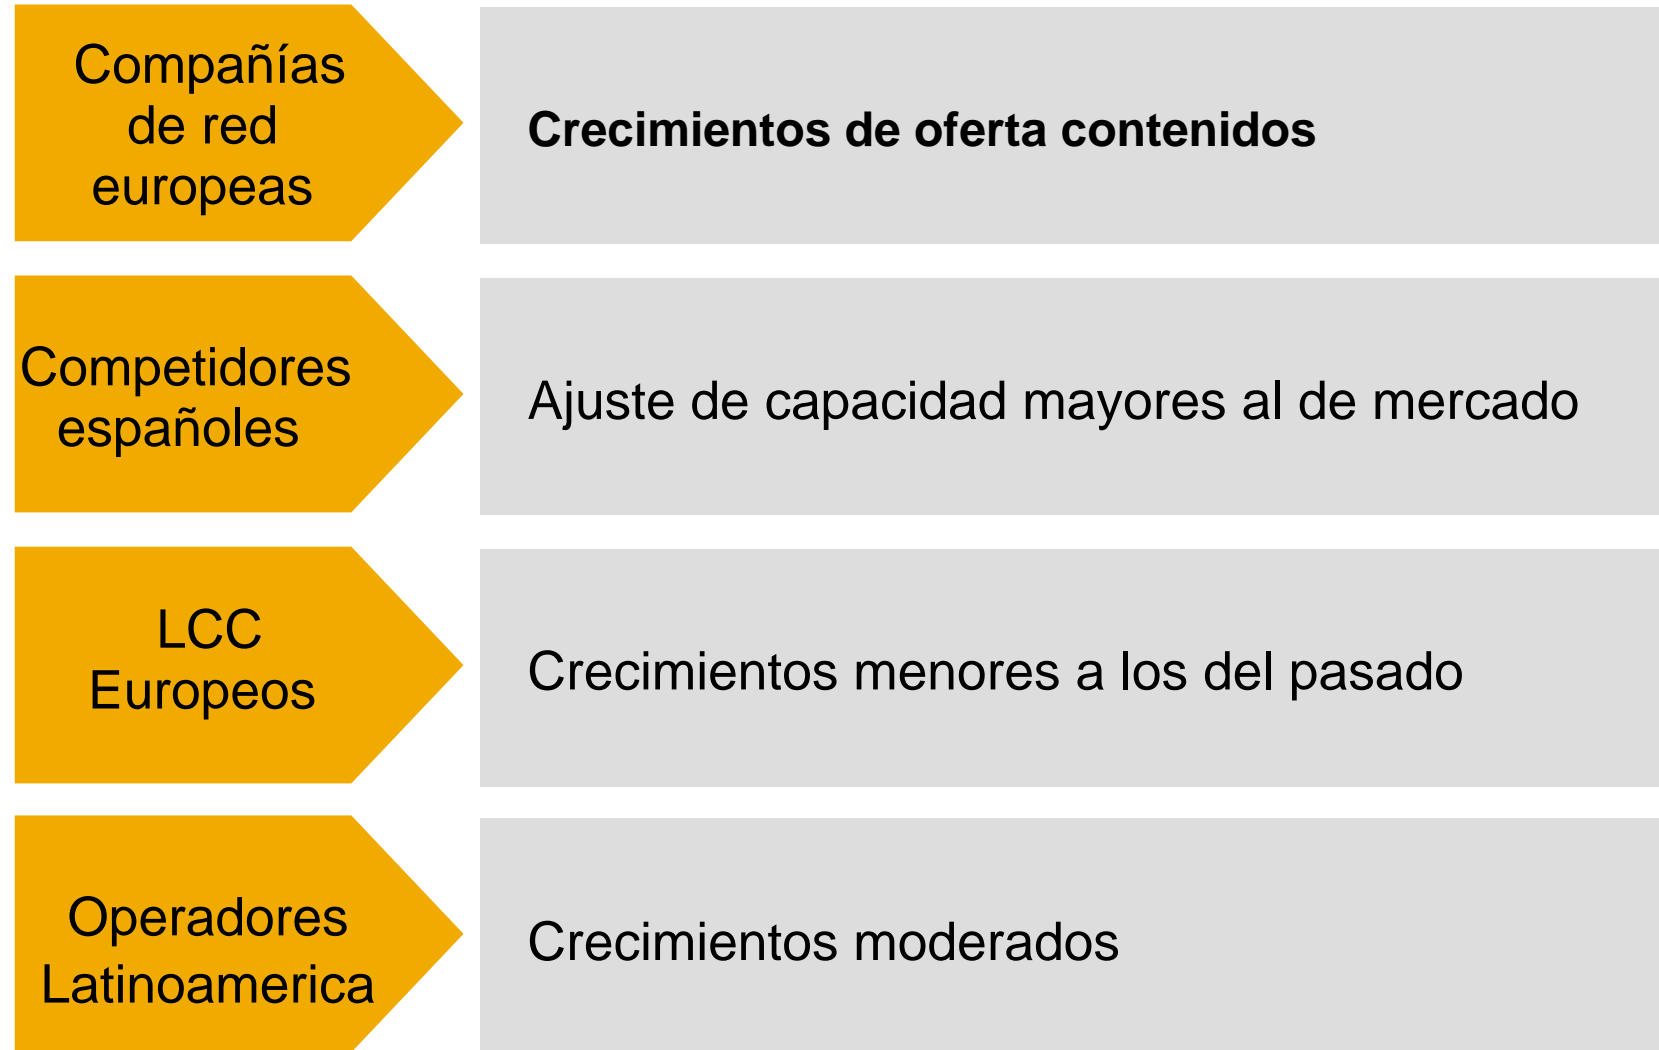 Compañías
de red
europeas
Crecimientos de oferta contenidos
Competidores
españoles
Ajuste de capacidad mayores al de mercado
LCC
Europeos
Crecimientos menores a los del pasado
Operadores
Latinoamerica
Crecimientos moderados